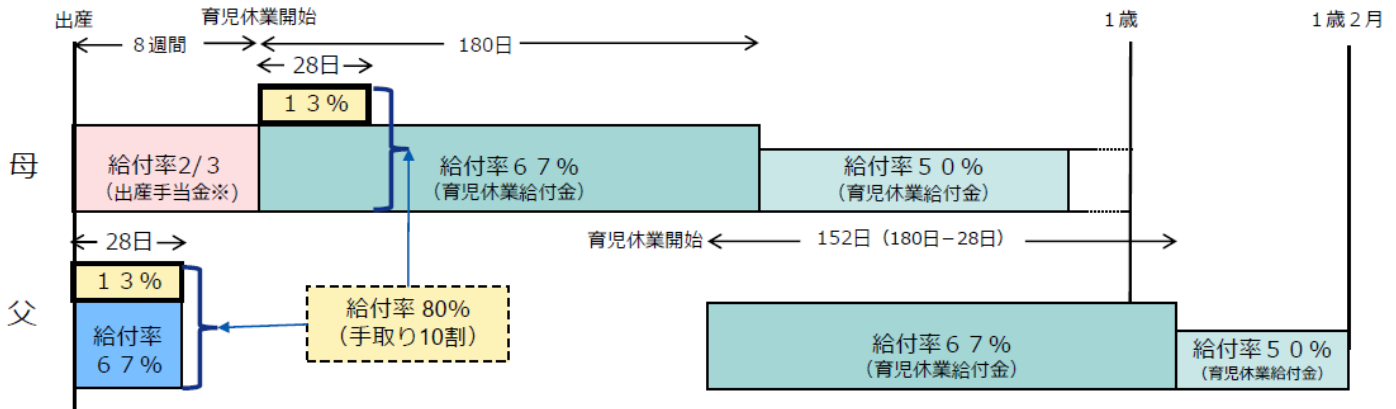 出産
育児休業開始
1歳
1歳2月
8週間
180日
28日
13%
母
給付率2/3
(出産手当金※)
給付率67%
(育児休業給付金)
給付率50%
(育児休業給付金)
28日
育児休業開始
152日(180日-28日)
父
13%
給付率
67%
給付率 80%
(手取り10割)
給付率67%
(育児休業給付金)
給付率50%
(育児休業給付金)